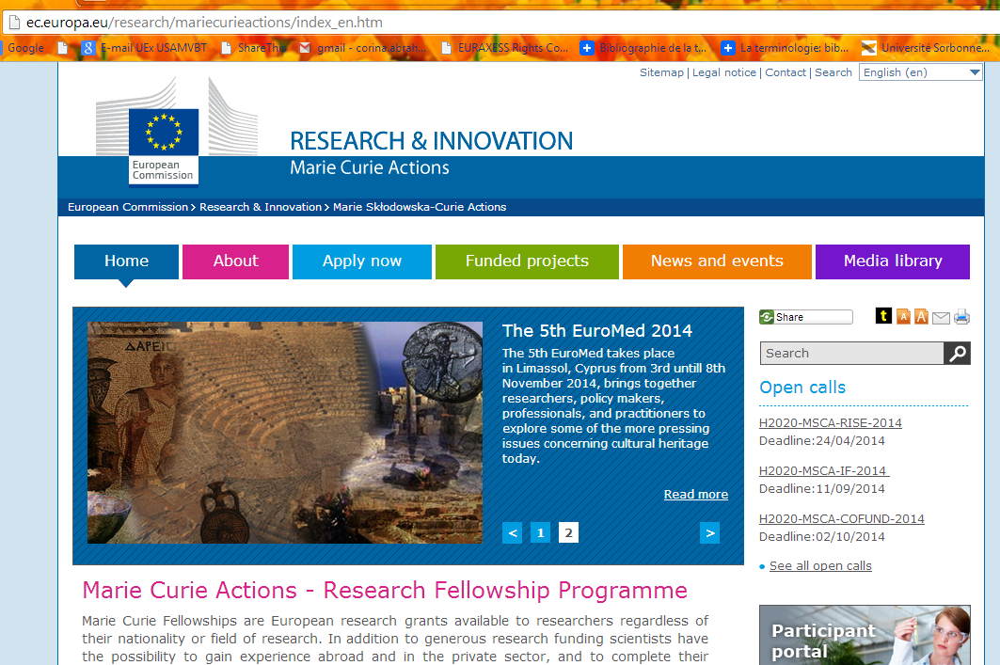 ec.europa.eu/research/mariecurieactions/index_en.htm
Google
E-mail UEx USAMVBT
ShareThis
gmail - corina.abrah...
EURAXESS Rights Co...
Bibliographie de la t...
La terminologie: bib...
Université Sorbonne...
Sitemap | Legal notice | Contact | Search
English (en)
European
Commission
RESEARCH & INNOVATION
Marie Curie Actions
European Commission > Research & Innovation > Marie Skłodowska-Curie Actions
Home
About
Apply now
Funded projects
News and events
Media library
ΔΑΡΕΙΟ
The 5th EuroMed 2014
The 5th EuroMed takes place
in Limassol, Cyprus from 3rd untill 8th
November 2014, brings together
researchers, policy makers,
professionals, and practitioners to
explore some of the more pressing
issues concerning cultural heritage
today.
Read more
< 1 2 >
Share
t A A
Search
Open calls
H2020-MSCA-RISE-2014
Deadline:24/04/2014
H2020-MSCA-IF-2014
Deadline:11/09/2014
H2020-MSCA-COFUND-2014
Deadline:02/10/2014
See all open calls
Participant
portal
Marie Curie Actions - Research Fellowship Programme
Marie Curie Fellowships are European research grants available to researchers regardless of
their nationality or field of research. In addition to generous research funding scientists have
the possibility to gain experience abroad and in the private sector, and to complete their